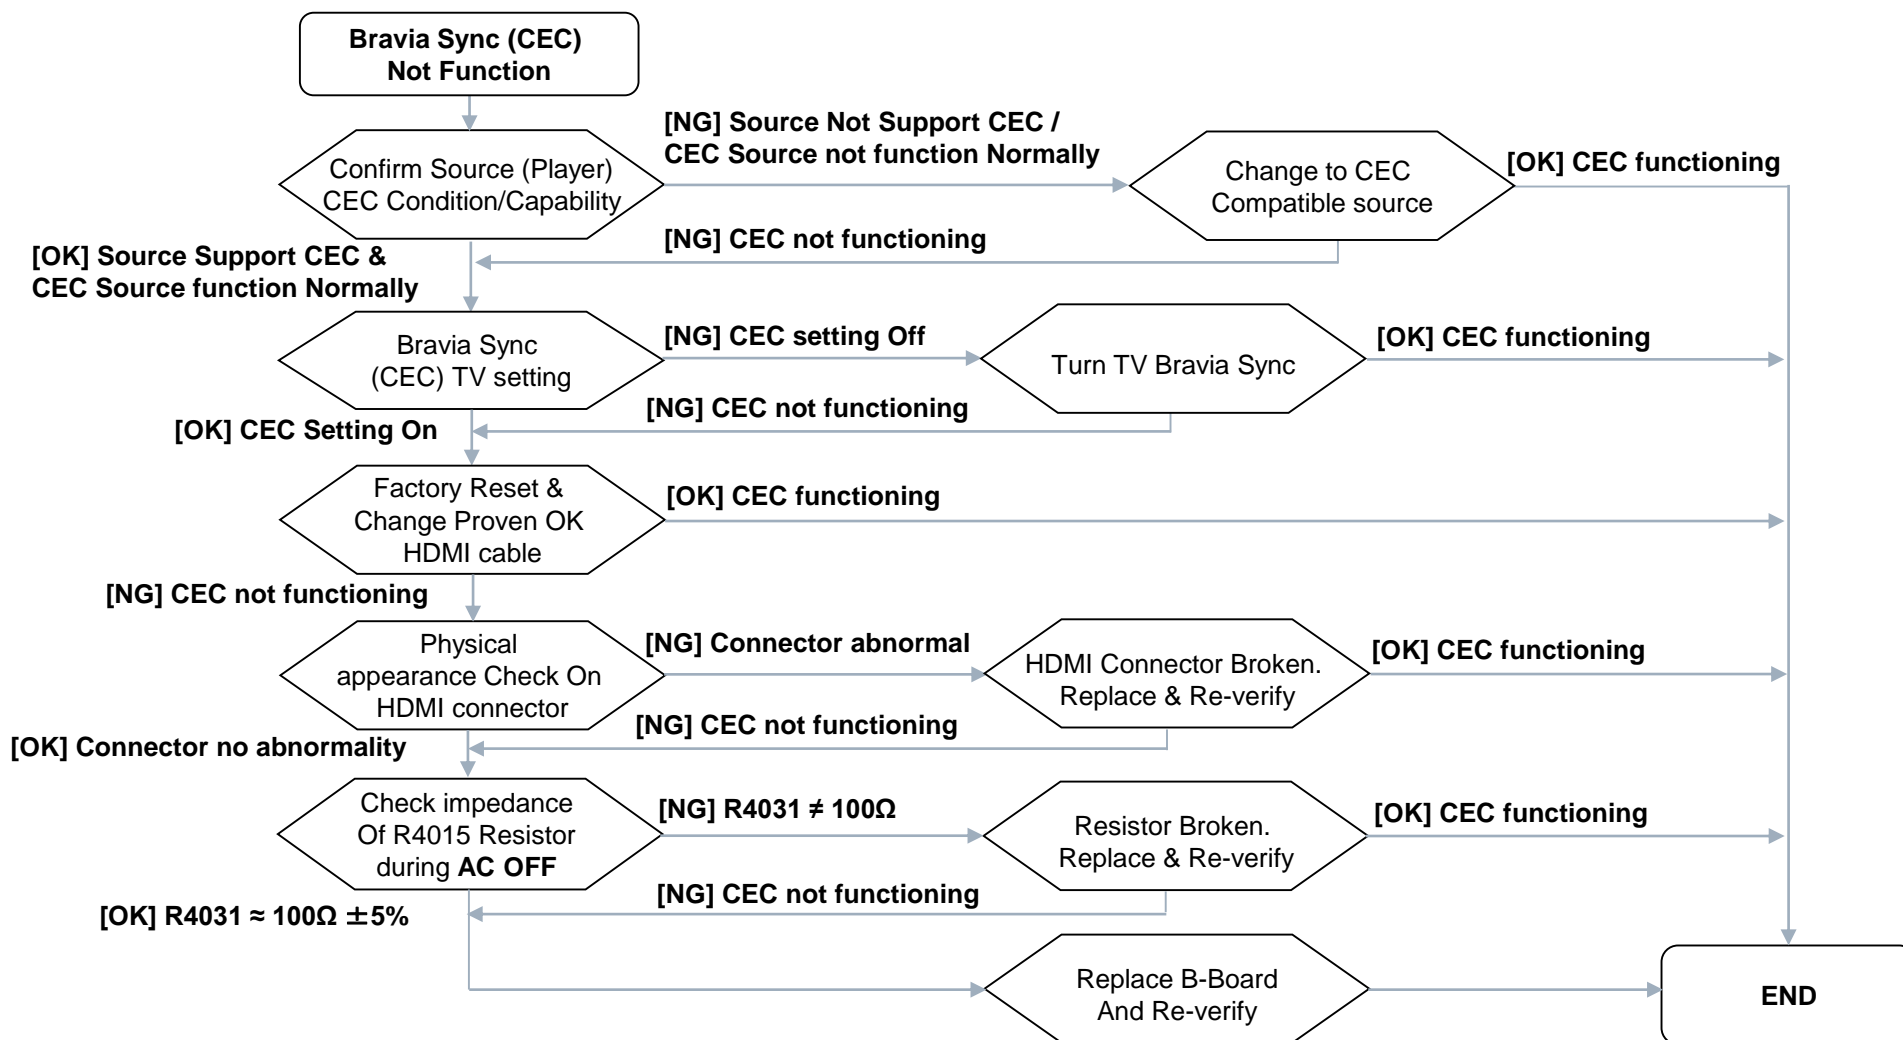 Bravia Sync (CEC)
Not Function
[NG] Source Not Support CEC /
CEC Source not function Normally
Confirm Source (Player)
CEC Condition/Capability
Change to CEC
Compatible source
[OK] CEC functioning
[NG] CEC not functioning
[OK] Source Support CEC &
CEC Source function Normally
Bravia Sync
(CEC) TV setting
[NG] CEC setting Off
Turn TV Bravia Sync
[OK] CEC functioning
[NG] CEC not functioning
[OK] CEC Setting On
Factory Reset &
Change Proven OK
HDMI cable
[OK] CEC functioning
[NG] CEC not functioning
Physical
appearance Check On
HDMI connector
[NG] Connector abnormal
HDMI Connector Broken.
Replace & Re-verify
[OK] CEC functioning
[NG] CEC not functioning
[OK] Connector no abnormality
Check impedance
Of R4015 Resistor
during AC OFF
[NG] R4031 ≠ 100Ω
Resistor Broken.
Replace & Re-verify
[OK] CEC functioning
[NG] CEC not functioning
[OK] R4031 ≈ 100Ω ±5%
Replace B-Board
And Re-verify
END